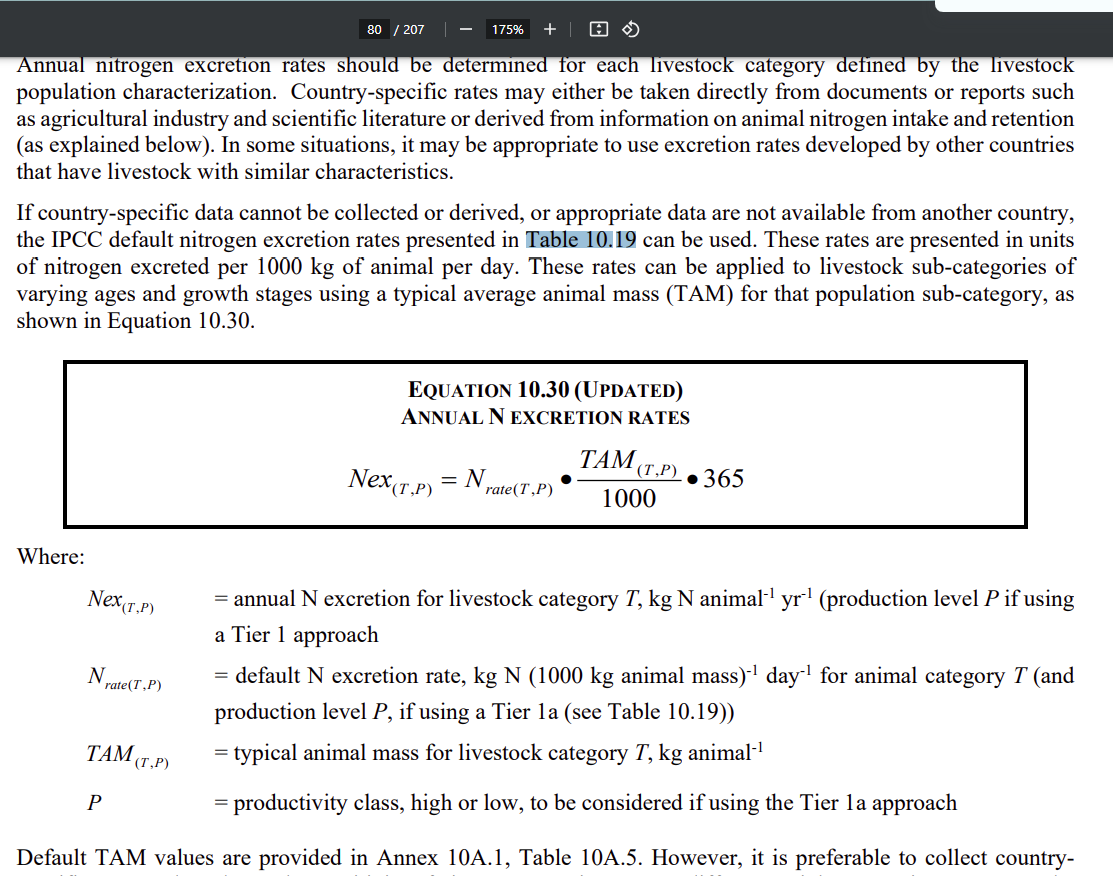 80 / 207 175%
Annual nitrogen excretion rates should be determined for each livestock category defined by the livestock
population characterization. Country-specific rates may either be taken directly from documents or reports such
as agricultural industry and scientific literature or derived from information on animal nitrogen intake and retention
(as explained below). In some situations, it may be appropriate to use excretion rates developed by other countries
that have livestock with similar characteristics.
If country-specific data cannot be collected or derived, or appropriate data are not available from another country,
the IPCC default nitrogen excretion rates presented in Table 10.19 can be used. These rates are presented in units
of nitrogen excreted per 1000 kg of animal per day. These rates can be applied to livestock sub-categories of
varying ages and growth stages using a typical average animal mass (TAM) for that population sub-category, as
shown in Equation 10.30.
EQUATION 10.30 (UPDATED)
ANNUAL N EXCRETION RATES
Nex(T,P) = N rate(T,P) • TAM (T,P) / 1000 • 365
Where:
Nex(T,P) = annual N excretion for livestock category T, kg N animal⁻¹ yr⁻¹ (production level P if using
a Tier 1 approach
N rate(T,P) = default N excretion rate, kg N (1000 kg animal mass)⁻¹ day⁻¹ for animal category T (and
production level P, if using a Tier 1a (see Table 10.19))
TAM (T,P) = typical animal mass for livestock category T, kg animal⁻¹
P = productivity class, high or low, to be considered if using the Tier 1a approach
Default TAM values are provided in Annex 10A.1, Table 10A.5. However, it is preferable to collect country-